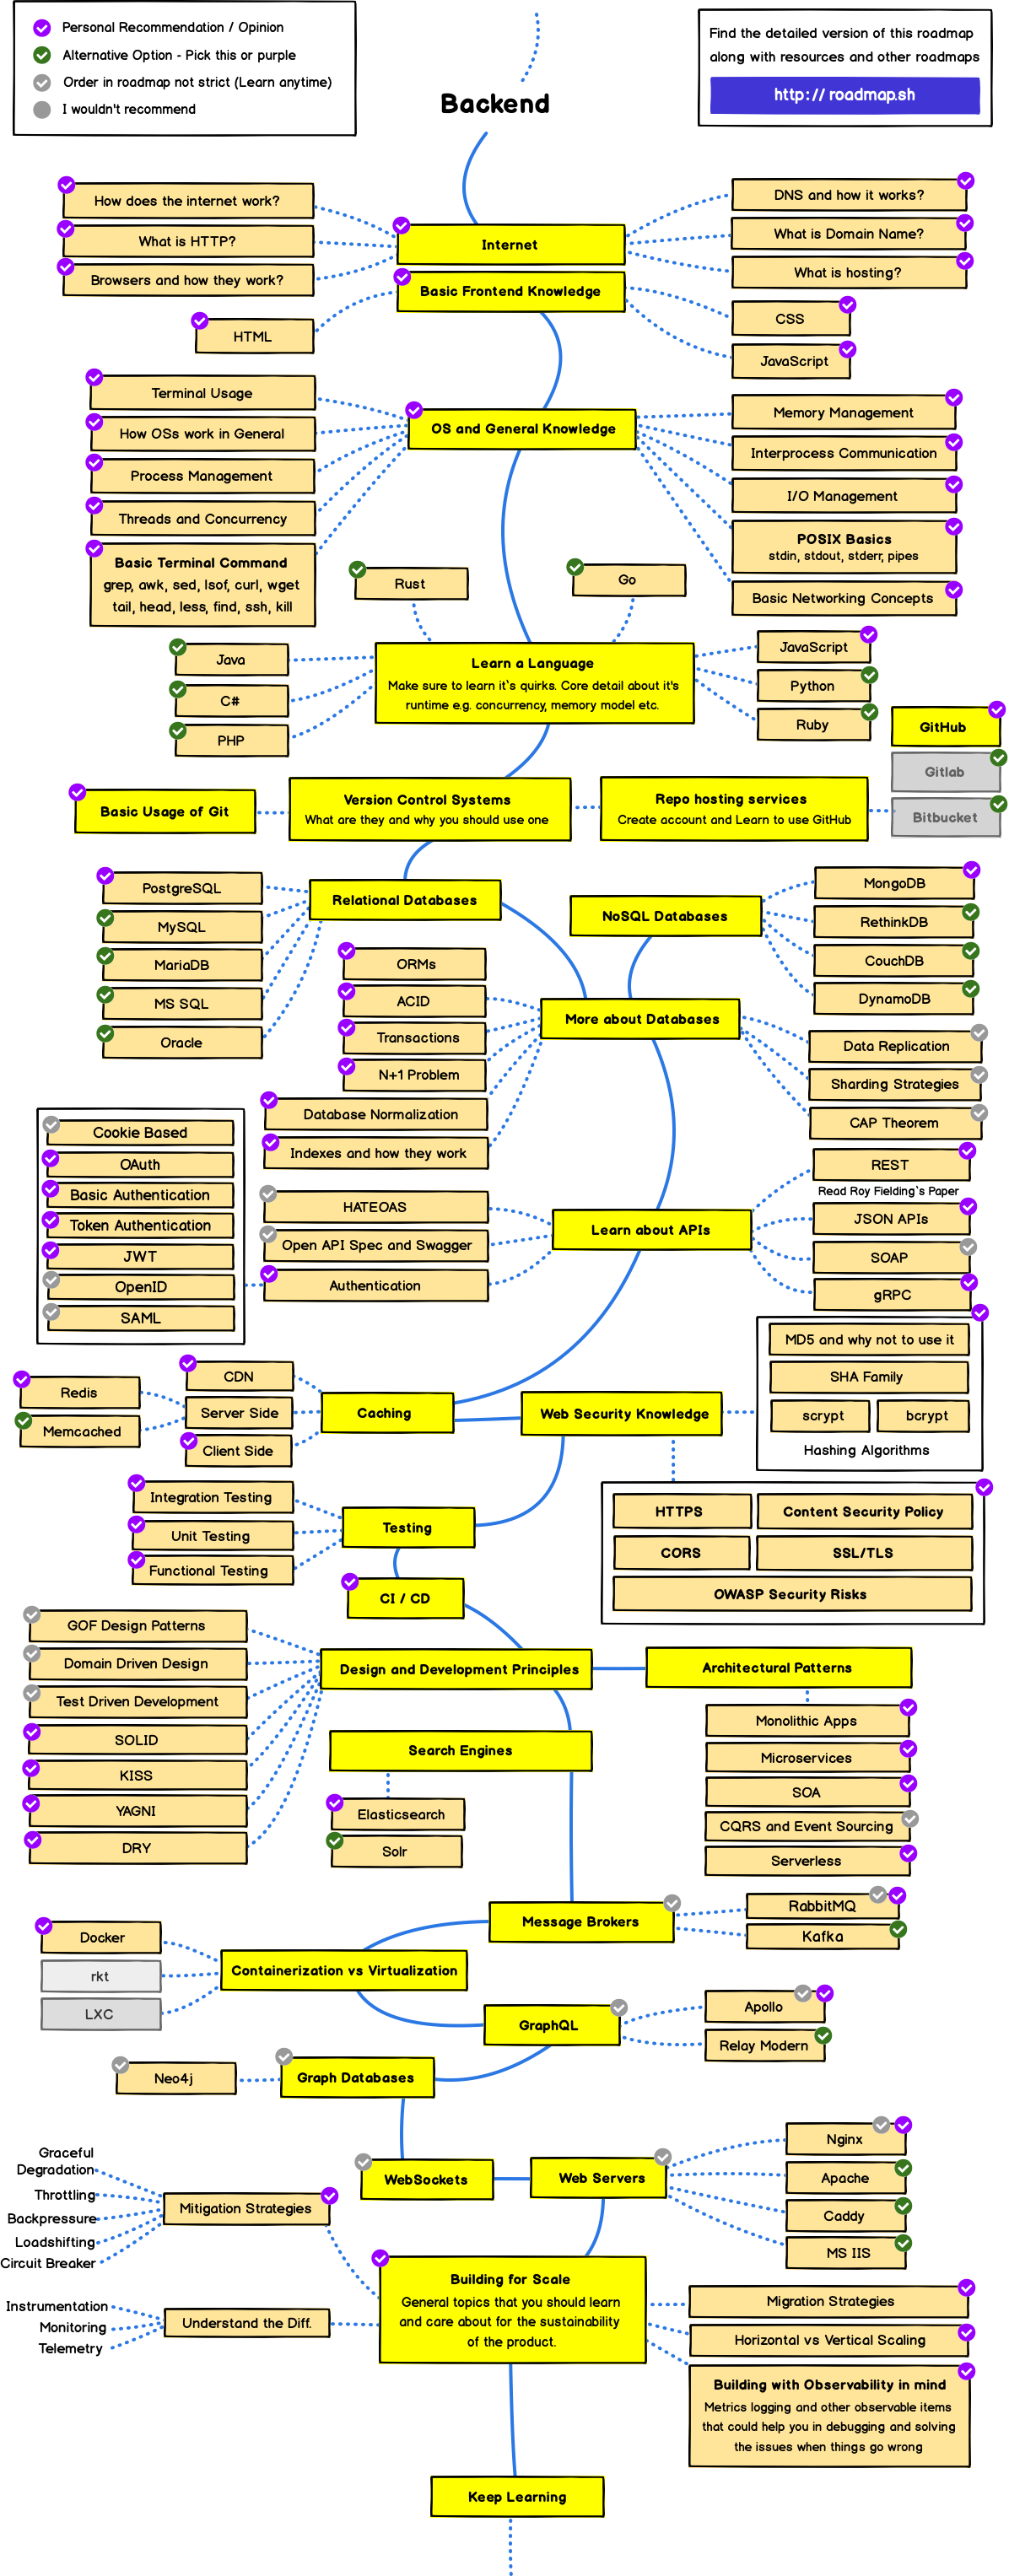 Personal Recommendation / Opinion
Alternative Option - Pick this or purple
Order in roadmap not strict (Learn anytime)
I wouldn't recommend
Backend
Find the detailed version of this roadmap
along with resources and other roadmaps
http:// roadmap.sh
How does the internet work?
What is HTTP?
Browsers and how they work?
Internet
DNS and how it works?
What is Domain Name?
What is hosting?
Basic Frontend Knowledge
HTML
CSS
JavaScript
Terminal Usage
How OSs work in General
Process Management
Threads and Concurrency
Basic Terminal Command
grep, awk, sed, lsof, curl, wget
tail, head, less, find, ssh, kill
OS and General Knowledge
Memory Management
Interprocess Communication
I/O Management
POSIX Basics
stdin, stdout, stderr, pipes
Basic Networking Concepts
Rust
Go
Java
C#
PHP
Learn a Language
Make sure to learn it`s quirks. Core detail about it's
runtime e.g. concurrency, memory model etc.
JavaScript
Python
Ruby
GitHub
Gitlab
Bitbucket
Basic Usage of Git
Version Control Systems
What are they and why you should use one
Repo hosting services
Create account and Learn to use GitHub
PostgreSQL
MySQL
MariaDB
MS SQL
Oracle
Relational Databases
NoSQL Databases
MongoDB
RethinkDB
CouchDB
DynamoDB
ORMs
ACID
Transactions
N+1 Problem
Database Normalization
Indexes and how they work
More about Databases
Data Replication
Sharding Strategies
CAP Theorem
Cookie Based
OAuth
Basic Authentication
Token Authentication
JWT
OpenID
SAML
HATEOAS
Open API Spec and Swagger
Authentication
Learn about APIs
REST
Read Roy Fielding`s Paper
JSON APIs
SOAP
gRPC
MD5 and why not to use it
SHA Family
scrypt
bcrypt
Hashing Algorithms
Redis
Memcached
CDN
Server Side
Client Side
Caching
Web Security Knowledge
HTTPS
Content Security Policy
CORS
SSL/TLS
OWASP Security Risks
Integration Testing
Unit Testing
Functional Testing
Testing
CI / CD
GOF Design Patterns
Domain Driven Design
Test Driven Development
SOLID
KISS
YAGNI
DRY
Design and Development Principles
Architectural Patterns
Monolithic Apps
Microservices
SOA
CQRS and Event Sourcing
Serverless
Search Engines
Elasticsearch
Solr
Message Brokers
RabbitMQ
Kafka
Docker
rkt
LXC
Containerization vs Virtualization
GraphQL
Apollo
Relay Modern
Neo4j
Graph Databases
WebSockets
Web Servers
Nginx
Apache
Caddy
MS IIS
Graceful
Degradation
Throttling
Backpressure
Loadshifting
Circuit Breaker
Mitigation Strategies
Instrumentation
Monitoring
Telemetry
Understand the Diff.
Building for Scale
General topics that you should learn
and care about for the sustainability
of the product.
Migration Strategies
Horizontal vs Vertical Scaling
Building with Observability in mind
Metrics logging and other observable items
that could help you in debugging and solving
the issues when things go wrong
Keep Learning